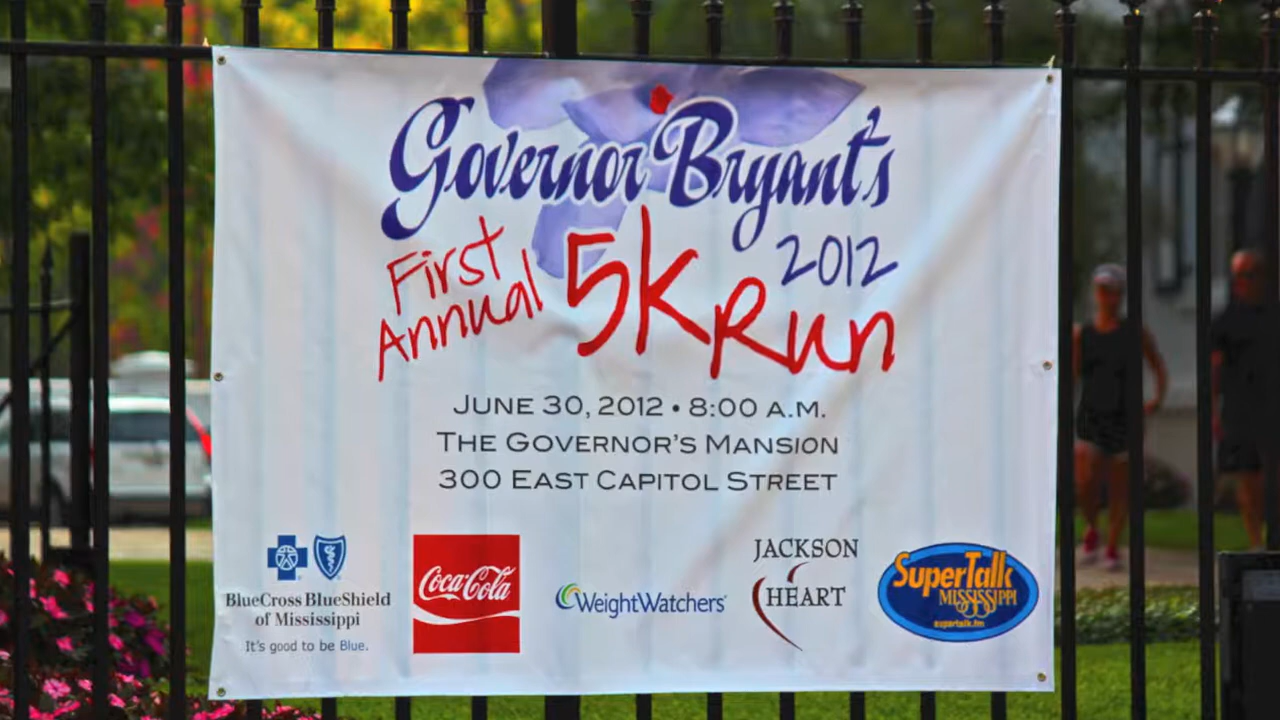 Governor Bryant's
First Annual 5K Run 2012
JUNE 30, 2012 • 8:00 A.M.
THE GOVERNOR'S MANSION
300 EAST CAPITOL STREET
BlueCross BlueShield
of Mississippi
It's good to be Blue.
Coca-Cola
WeightWatchers
JACKSON
HEART
SuperTalk
MISSISSIPPI
supertalk.fm